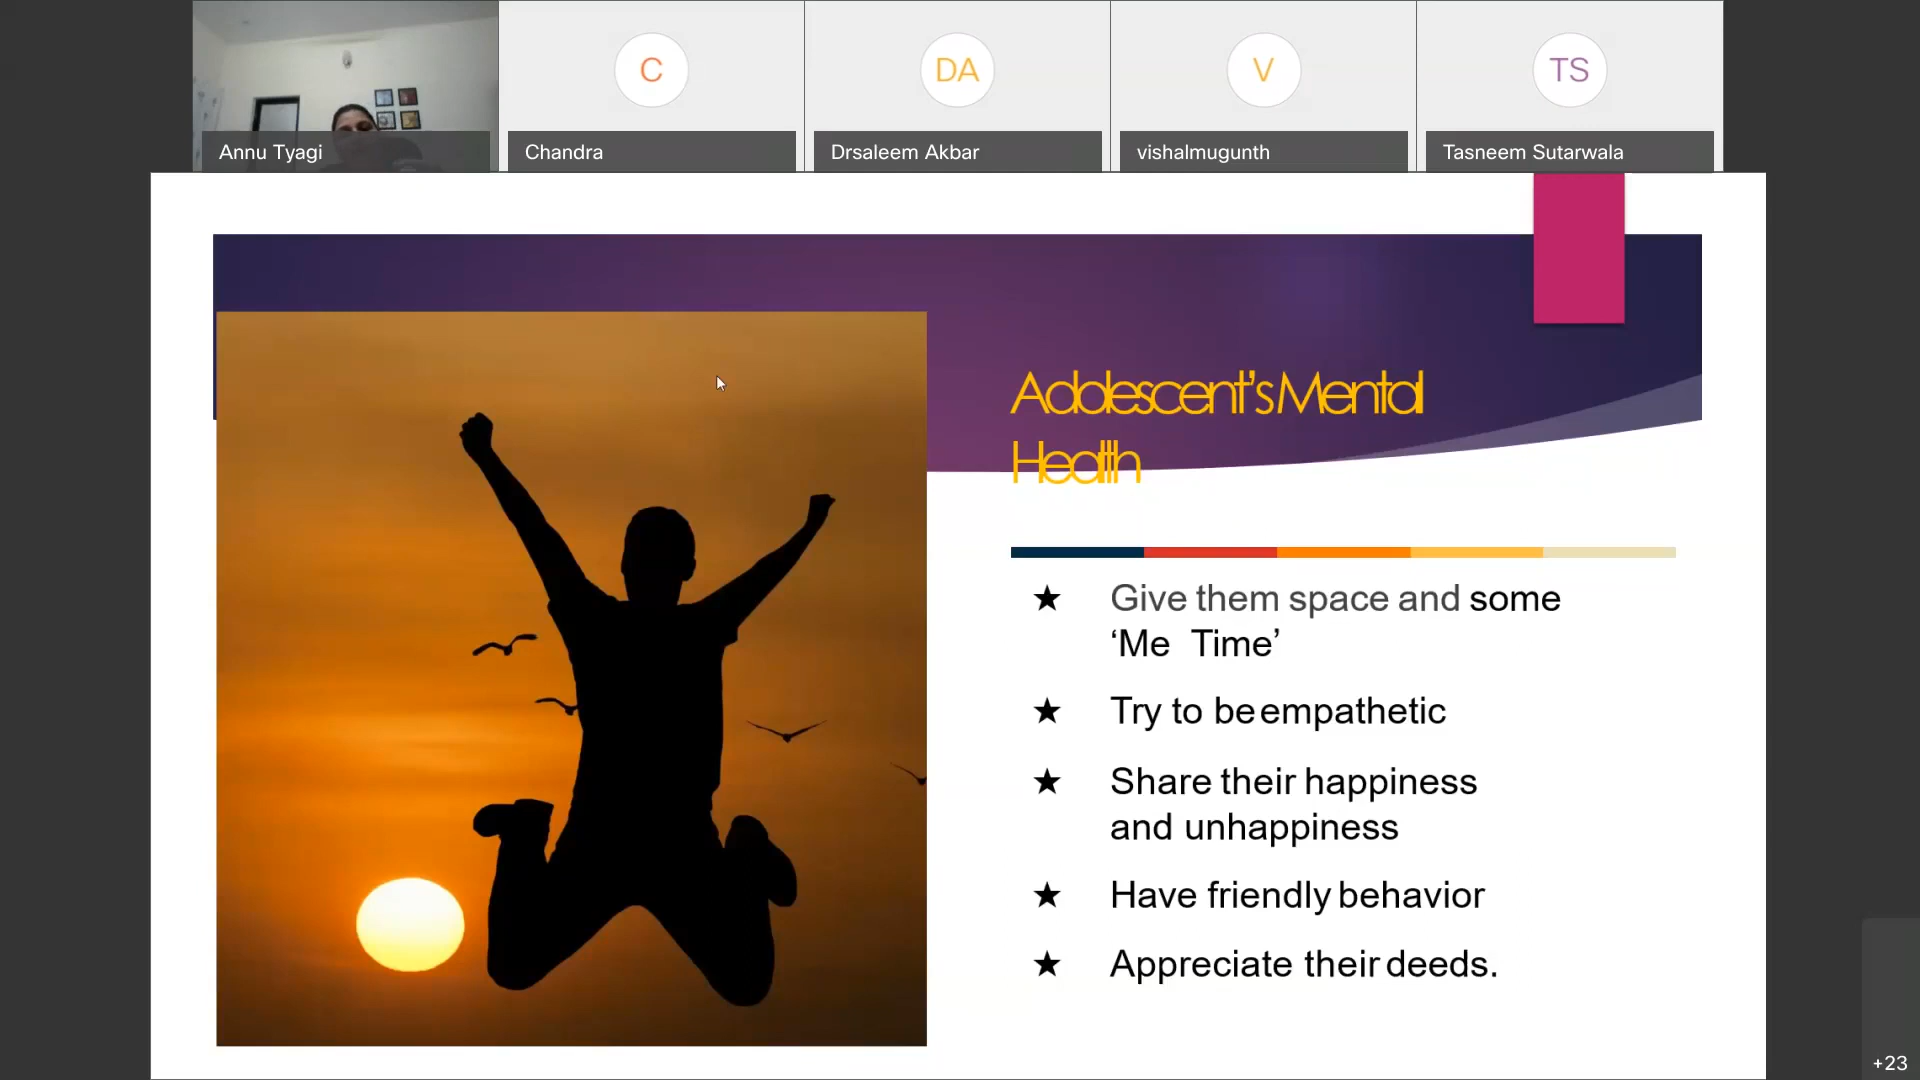 C
DA
V
TS
Annu Tyagi
Chandra
Drsaleem Akbar
vishalmugunth
Tasneem Sutarwala
Adolescent's Mental
Health
★ Give them space and some
‘Me Time’
★ Try to be empathetic
★ Share their happiness
and unhappiness
★ Have friendly behavior
★ Appreciate their deeds.
+23